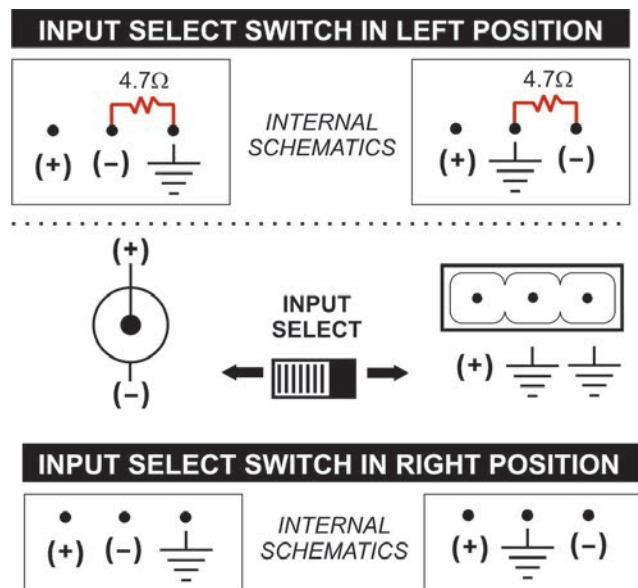 INPUT SELECT SWITCH IN LEFT POSITION
4.7Ω
(+) (−)
INTERNAL
SCHEMATICS
4.7Ω
(+) (−)
(+)
(−)
INPUT
SELECT
(+)
INPUT SELECT SWITCH IN RIGHT POSITION
(+) (−)
INTERNAL
SCHEMATICS
(+) (−)